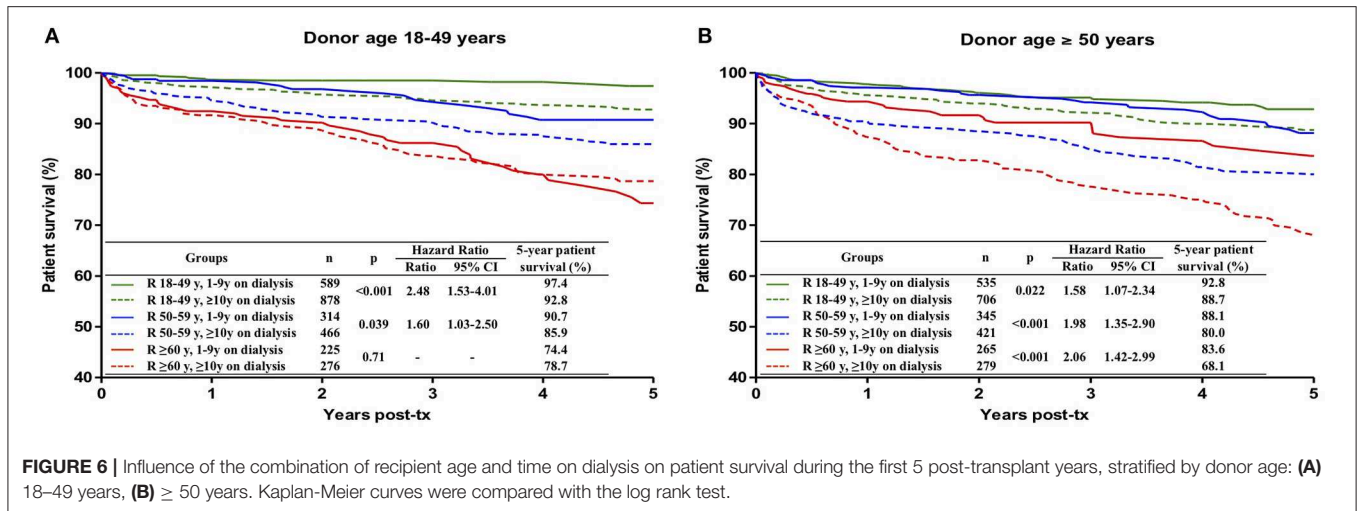 A
Donor age 18-49 years
Patient survival (%)
100
90
80
70
60
50
40
Groups n p Hazard Ratio 5-year patient survival (%)
Ratio 95% CI
R 18-49 y, 1-9y on dialysis 589 <0.001 2.48 1.53-4.01 97.4
R 18-49 y, ≥10y on dialysis 878 92.8
R 50-59 y, 1-9y on dialysis 314 0.039 1.60 1.03-2.50 90.7
R 50-59 y, ≥10y on dialysis 466 85.9
R ≥60 y, 1-9y on dialysis 225 0.71 - - 74.4
R ≥60 y, ≥10y on dialysis 276 78.7
0 1 2 3 4 5
Years post-tx
B
Donor age ≥ 50 years
Patient survival (%)
100
90
80
70
60
50
40
Groups n p Hazard Ratio 5-year patient survival (%)
Ratio 95% CI
R 18-49 y, 1-9y on dialysis 535 0.022 1.58 1.07-2.34 92.8
R 18-49 y, ≥10y on dialysis 706 88.7
R 50-59 y, 1-9y on dialysis 345 <0.001 1.98 1.35-2.90 88.1
R 50-59 y, ≥10y on dialysis 421 80.0
R ≥60 y, 1-9y on dialysis 265 <0.001 2.06 1.42-2.99 83.6
R ≥60 y, ≥10y on dialysis 279 68.1
0 1 2 3 4 5
Years post-tx
FIGURE 6 | Influence of the combination of recipient age and time on dialysis on patient survival during the first 5 post-transplant years, stratified by donor age: (A)
18–49 years, (B) ≥ 50 years. Kaplan-Meier curves were compared with the log rank test.